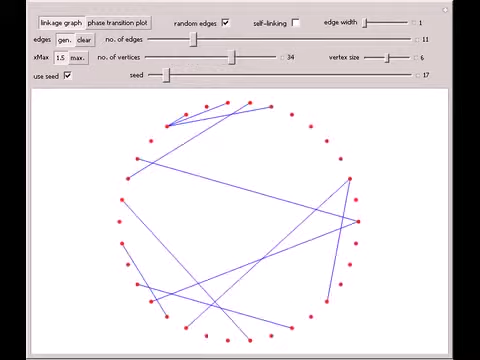 linkage graph phase transition plot random edges self-linking edge width 1
edges gen. clear no. of edges 11
xMax 1.5 max. no. of vertices 34 vertex size 6
use seed seed 17